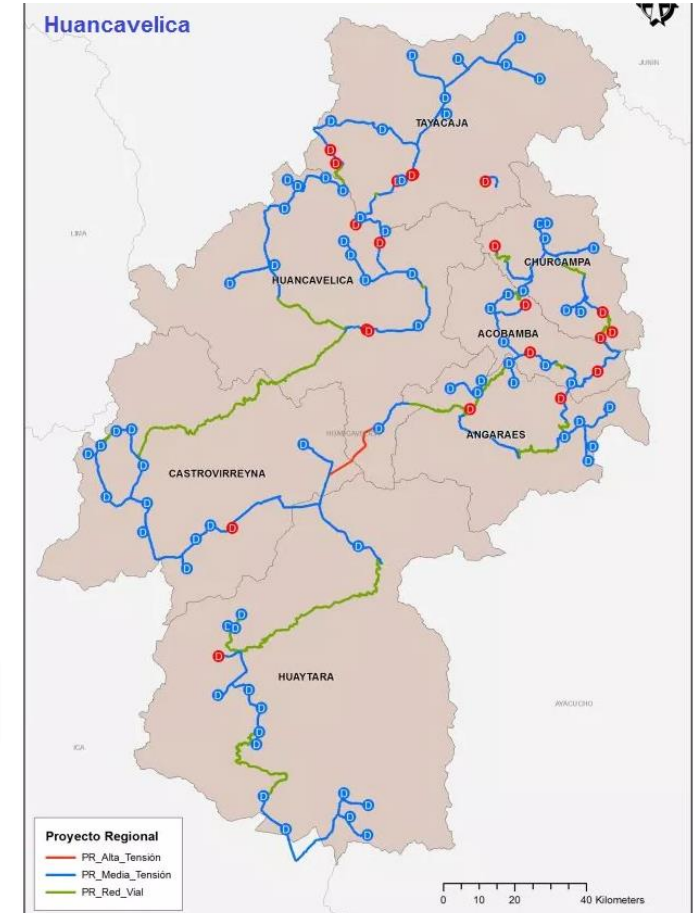 Huancavelica
JUNIN
TAYACAJA
LIMA
CHURCAMPA
HUANCAVELICA
ACOBAMBA
ANGARAES
CASTROVIRREYNA
HUAYTARA
AYACUCHO
ICA
Proyecto Regional
PR_Alta_Tensión
PR_Media_Tensión
PR_Red_Vial
0 10 20 40 Kilometers